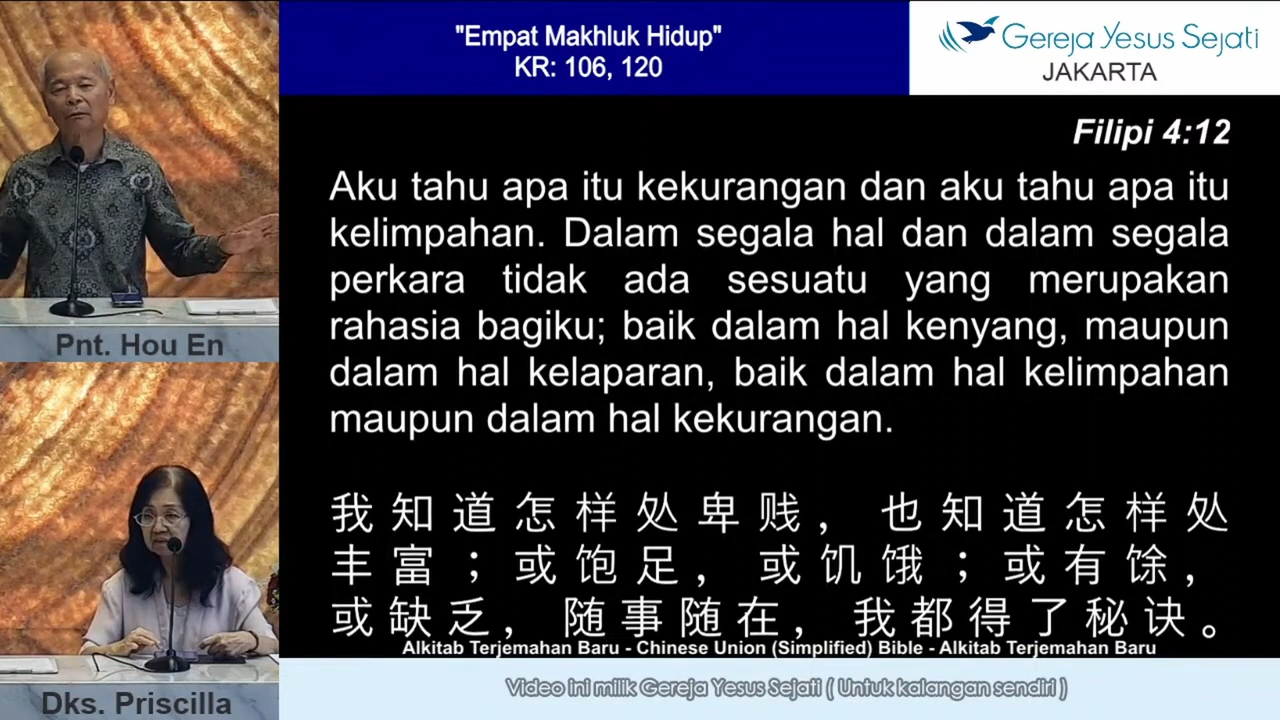 "Empat Makhluk Hidup"
KR: 106, 120
Gereja Yesus Sejati
JAKARTA
Filipi 4:12
Aku tahu apa itu kekurangan dan aku tahu apa itu
kelimpahan. Dalam segala hal dan dalam segala
perkara tidak ada sesuatu yang merupakan
rahasia bagiku; baik dalam hal kenyang, maupun
dalam hal kelaparan, baik dalam hal kelimpahan
maupun dalam hal kekurangan.
我知道怎样处卑贱，也知道怎样处
丰富；或饱足，或饥饿；或有馀，
或缺乏，随事随在，我都得了秘诀。
Alkitab Terjemahan Baru - Chinese Union (Simplified) Bible - Alkitab Terjemahan Baru
Pnt. Hou En
Dks. Priscilla
Video ini milik Gereja Yesus Sejati ( Untuk kalangan sendiri )